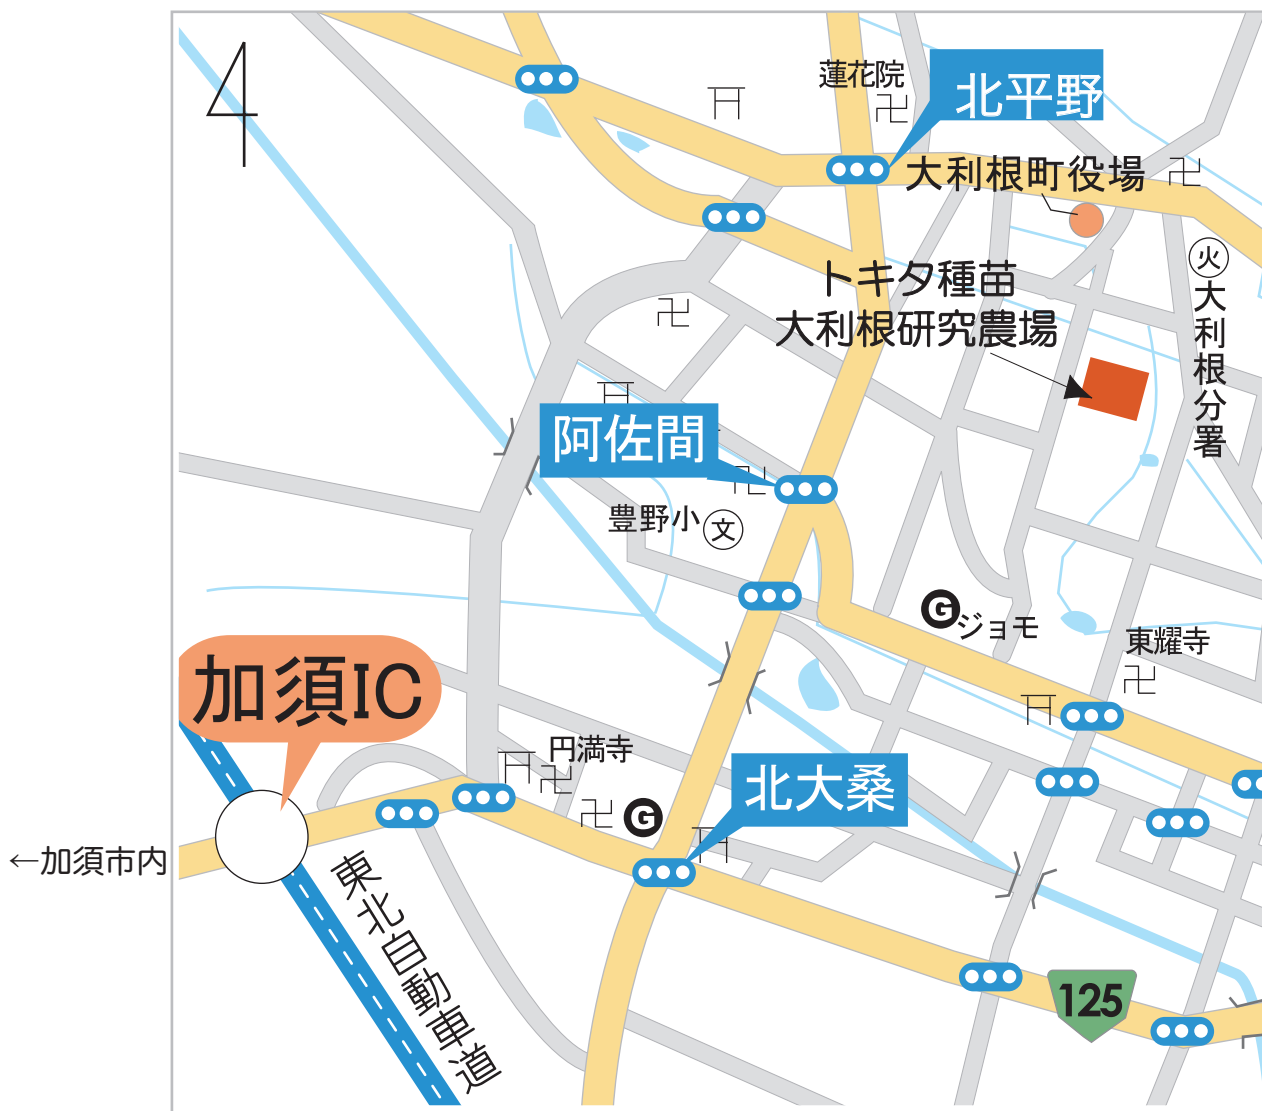 蓮花院
北平野
大利根町役場
火
大利根分署
トキタ種苗
大利根研究農場
阿佐間
豊野小
文
G
ジョモ
東耀寺
加須IC
円満寺
G
北大桑
←加須市内
東北自動車道
125